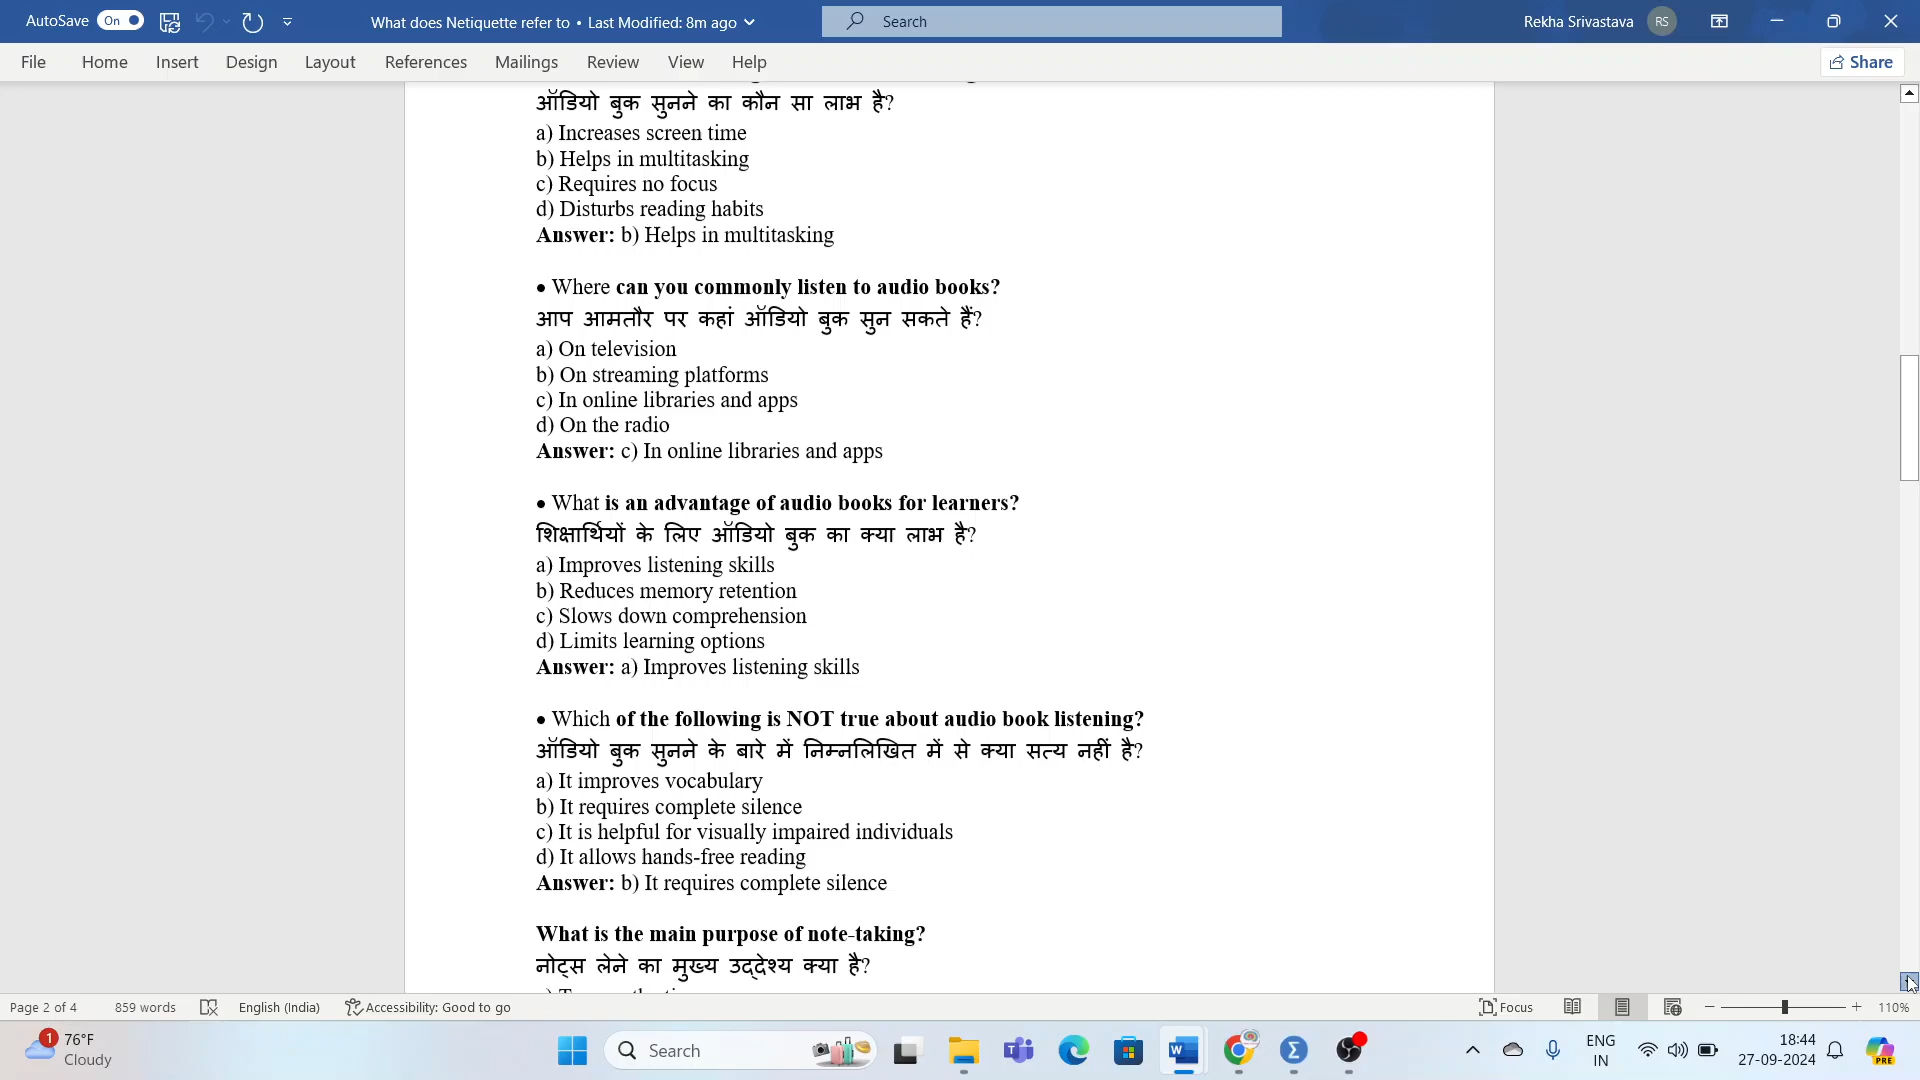 AutoSave On What does Netiquette refer to • Last Modified: 8m ago Search Rekha Srivastava RS
File Home Insert Design Layout References Mailings Review View Help Share
ऑडियो बुक सुनने का कौन सा लाभ है?
a) Increases screen time
b) Helps in multitasking
c) Requires no focus
d) Disturbs reading habits
Answer: b) Helps in multitasking
• Where can you commonly listen to audio books?
आप आमतौर पर कहां ऑडियो बुक सुन सकते हैं?
a) On television
b) On streaming platforms
c) In online libraries and apps
d) On the radio
Answer: c) In online libraries and apps
• What is an advantage of audio books for learners?
शिक्षार्थियों के लिए ऑडियो बुक का क्या लाभ है?
a) Improves listening skills
b) Reduces memory retention
c) Slows down comprehension
d) Limits learning options
Answer: a) Improves listening skills
• Which of the following is NOT true about audio book listening?
ऑडियो बुक सुनने के बारे में निम्नलिखित में से क्या सत्य नहीं है?
a) It improves vocabulary
b) It requires complete silence
c) It is helpful for visually impaired individuals
d) It allows hands-free reading
Answer: b) It requires complete silence
What is the main purpose of note-taking?
नोट्स लेने का मुख्य उद्देश्य क्या है?
Page 2 of 4 859 words English (India) Accessibility: Good to go Focus 110%
1 76°F Search ENG 18:44
Cloudy IN 27-09-2024 PRE